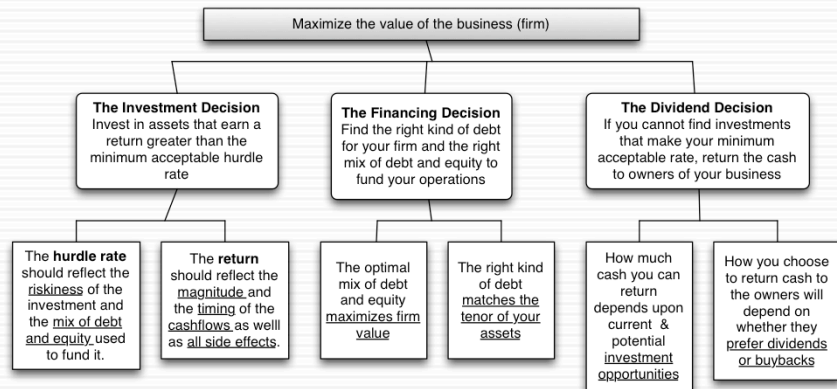 Maximize the value of the business (firm)
The Investment Decision
Invest in assets that earn a
return greater than the
minimum acceptable hurdle
rate
The Financing Decision
Find the right kind of debt
for your firm and the right
mix of debt and equity to
fund your operations
The Dividend Decision
If you cannot find investments
that make your minimum
acceptable rate, return the cash
to owners of your business
The hurdle rate
should reflect the
riskiness of the
investment and
the mix of debt
and equity used
to fund it.
The return
should reflect the
magnitude and
the timing of the
cashflows as welll
as all side effects.
The optimal
mix of debt
and equity
maximizes firm
value
The right kind
of debt
matches the
tenor of your
assets
How much
cash you can
return
depends upon
current &
potential
investment
opportunities
How you choose
to return cash to
the owners will
depend on
whether they
prefer dividends
or buybacks